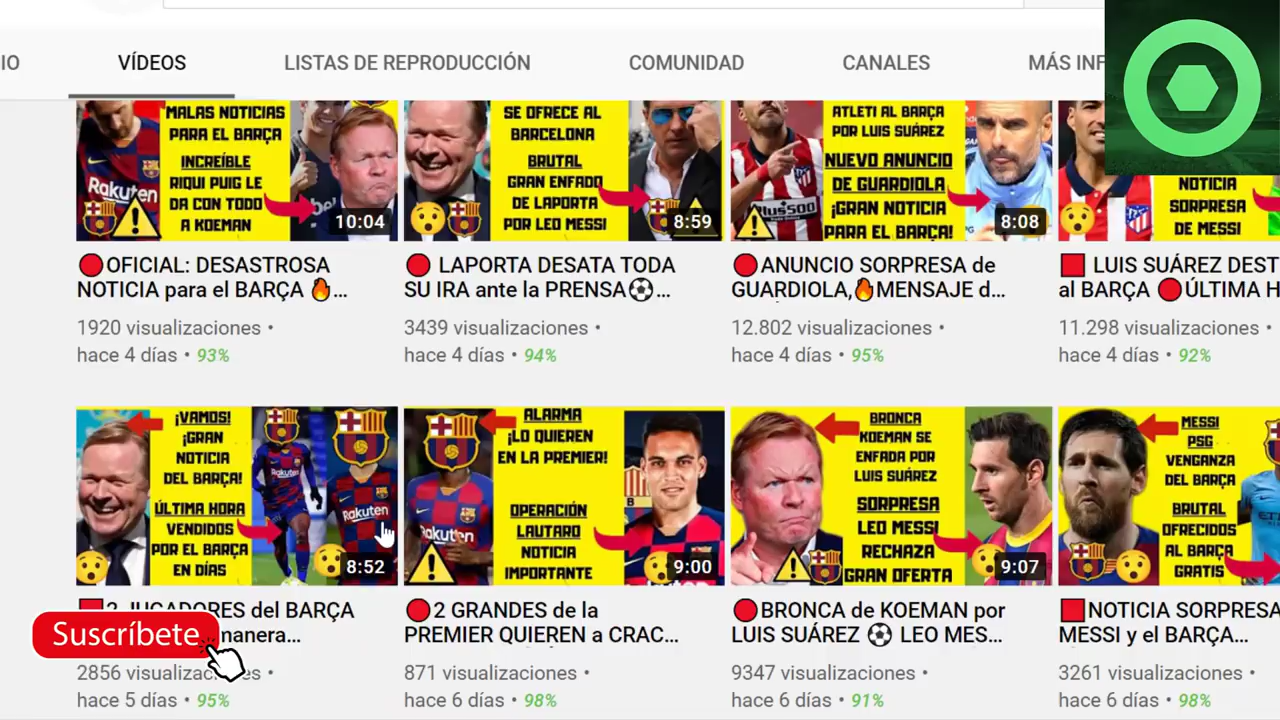 IO VÍDEOS LISTAS DE REPRODUCCIÓN COMUNIDAD CANALES MÁS INF
MALAS NOTICIAS
PARA EL BARÇA
INCREÍBLE
RIQUI PUIG LE
DA CON TODO
A KOEMAN
Rakuten
10:04
SE OFRECE AL
BARCELONA
BRUTAL
GRAN ENFADO
DE LAPORTA
POR LEO MESSI
8:59
ATLETI AL BARÇA
POR LUIS SUÁREZ
NUEVO ANUNCIO
DE GUARDIOLA
¡GRAN NOTICIA
PARA EL BARÇA!
Plus500
8:08
NOTICIA
SORPRESA
DE MESSI
🔴OFICIAL: DESASTROSA
NOTICIA para el BARÇA 🔥...
1920 visualizaciones •
hace 4 días • 93%
🔴 LAPORTA DESATA TODA
SU IRA ante la PRENSA⚽...
3439 visualizaciones •
hace 4 días • 94%
🔴ANUNCIO SORPRESA de
GUARDIOLA,🔥MENSAJE d...
12.802 visualizaciones •
hace 4 días • 95%
🟥 LUIS SUÁREZ DEST
al BARÇA 🔴ÚLTIMA H
11.298 visualizaciones •
hace 4 días • 92%
¡VAMOS!
¡GRAN
NOTICIA
DEL BARÇA!
ÚLTIMA HORA
VENDIDOS
POR EL BARÇA
EN DÍAS
Rakuten
Rakuten
8:52
ALARMA
¡LO QUIEREN
EN LA PREMIER!
OPERACIÓN
LAUTARO
NOTICIA
IMPORTANTE
Rakuten
9:00
BRONCA
KOEMAN SE
ENFADA POR
LUIS SUÁREZ
SORPRESA
LEO MESSI
RECHAZA
GRAN OFERTA
9:07
MESSI
PSG
VENGANZA
DEL BARÇA
BRUTAL
OFRECIDOS
AL BARÇA
GRATIS
🟥2 JUGADORES del BARÇA
manera...
2856 visualizaciones •
hace 5 días • 95%
🔴2 GRANDES de la
PREMIER QUIEREN a CRAC...
871 visualizaciones •
hace 6 días • 98%
🔴BRONCA de KOEMAN por
LUIS SUÁREZ ⚽ LEO MES...
9347 visualizaciones •
hace 6 días • 91%
🟥NOTICIA SORPRESA
MESSI y el BARÇA...
3261 visualizaciones •
hace 6 días • 98%
Suscríbete